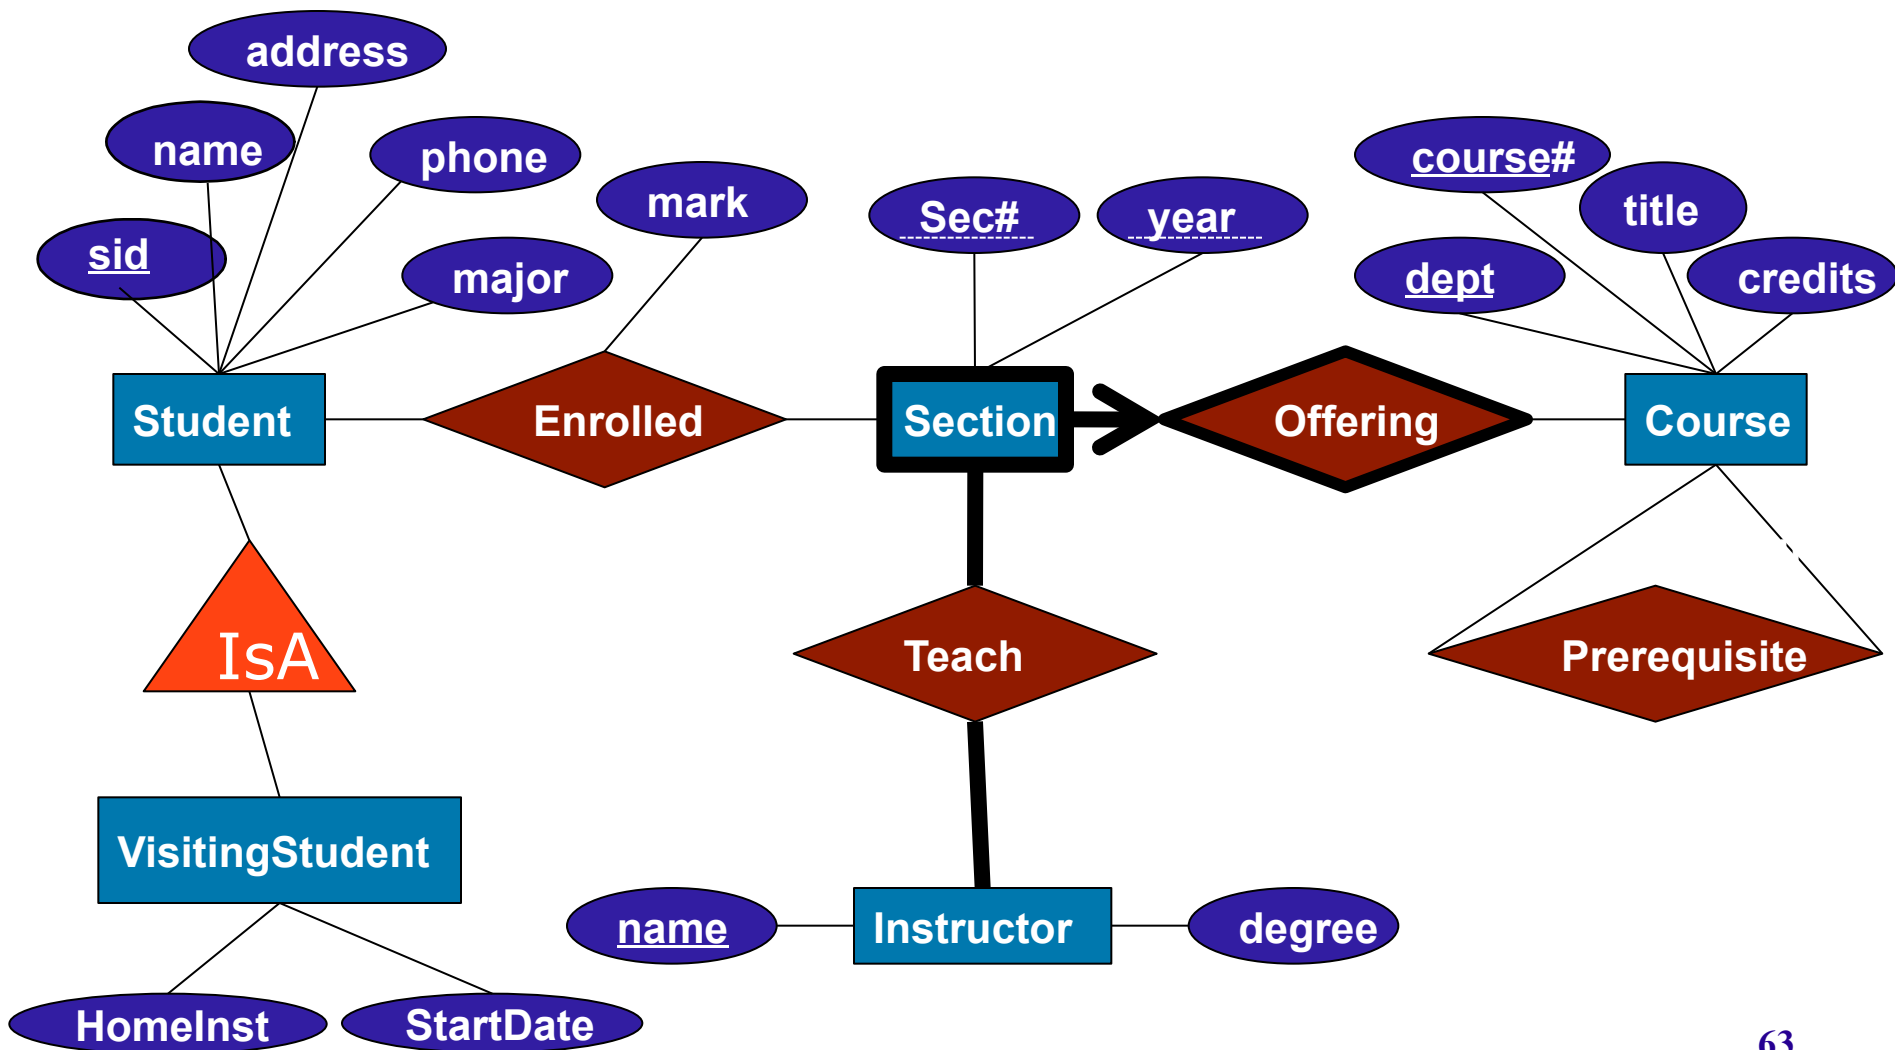 address
name
phone
mark
course#
sid
Sec#
year
title
major
dept
credits
Student
Enrolled
Section
Offering
Course
IsA
Teach
Prerequisite
VisitingStudent
name
Instructor
degree
HomeInst
StartDate
63